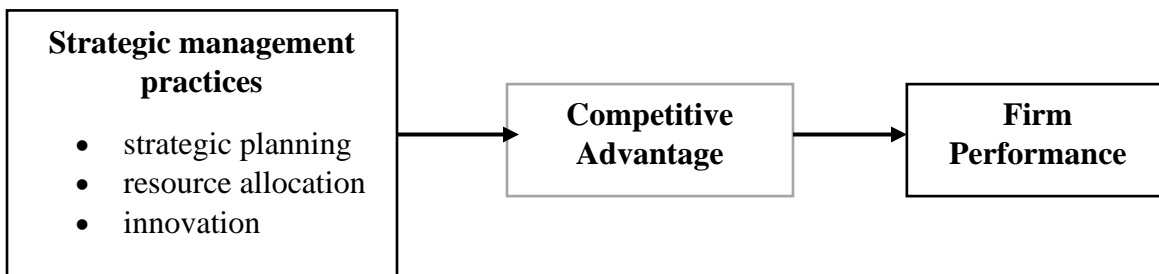 Strategic management
practices
• strategic planning
• resource allocation
• innovation
Competitive
Advantage
Firm
Performance